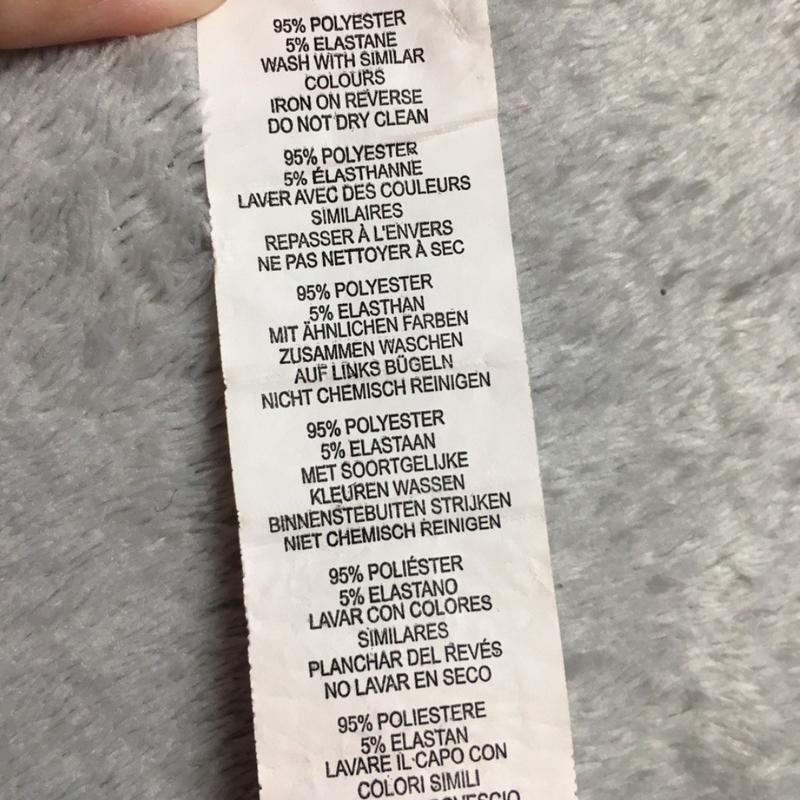 95% POLYESTER
5% ELASTANE
WASH WITH SIMILAR
COLOURS
IRON ON REVERSE
DO NOT DRY CLEAN
95% POLYESTER
5% ÉLASTHANNE
LAVER AVEC DES COULEURS
SIMILAIRES
REPASSER À L'ENVERS
NE PAS NETTOYER À SEC
95% POLYESTER
5% ELASTHAN
MIT ÄHNLICHEN FARBEN
ZUSAMMEN WASCHEN
AUF LINKS BÜGELN
NICHT CHEMISCH REINIGEN
95% POLYESTER
5% ELASTAAN
MET SOORTGELIJKE
KLEUREN WASSEN
BINNENSTEBUITEN STRIJKEN
NIET CHEMISCH REINIGEN
95% POLIÉSTER
5% ELASTANO
LAVAR CON COLORES
SIMILARES
PLANCHAR DEL REVÉS
NO LAVAR EN SECO
95% POLIESTERE
5% ELASTAN
LAVARE IL CAPO CON
COLORI SIMILI